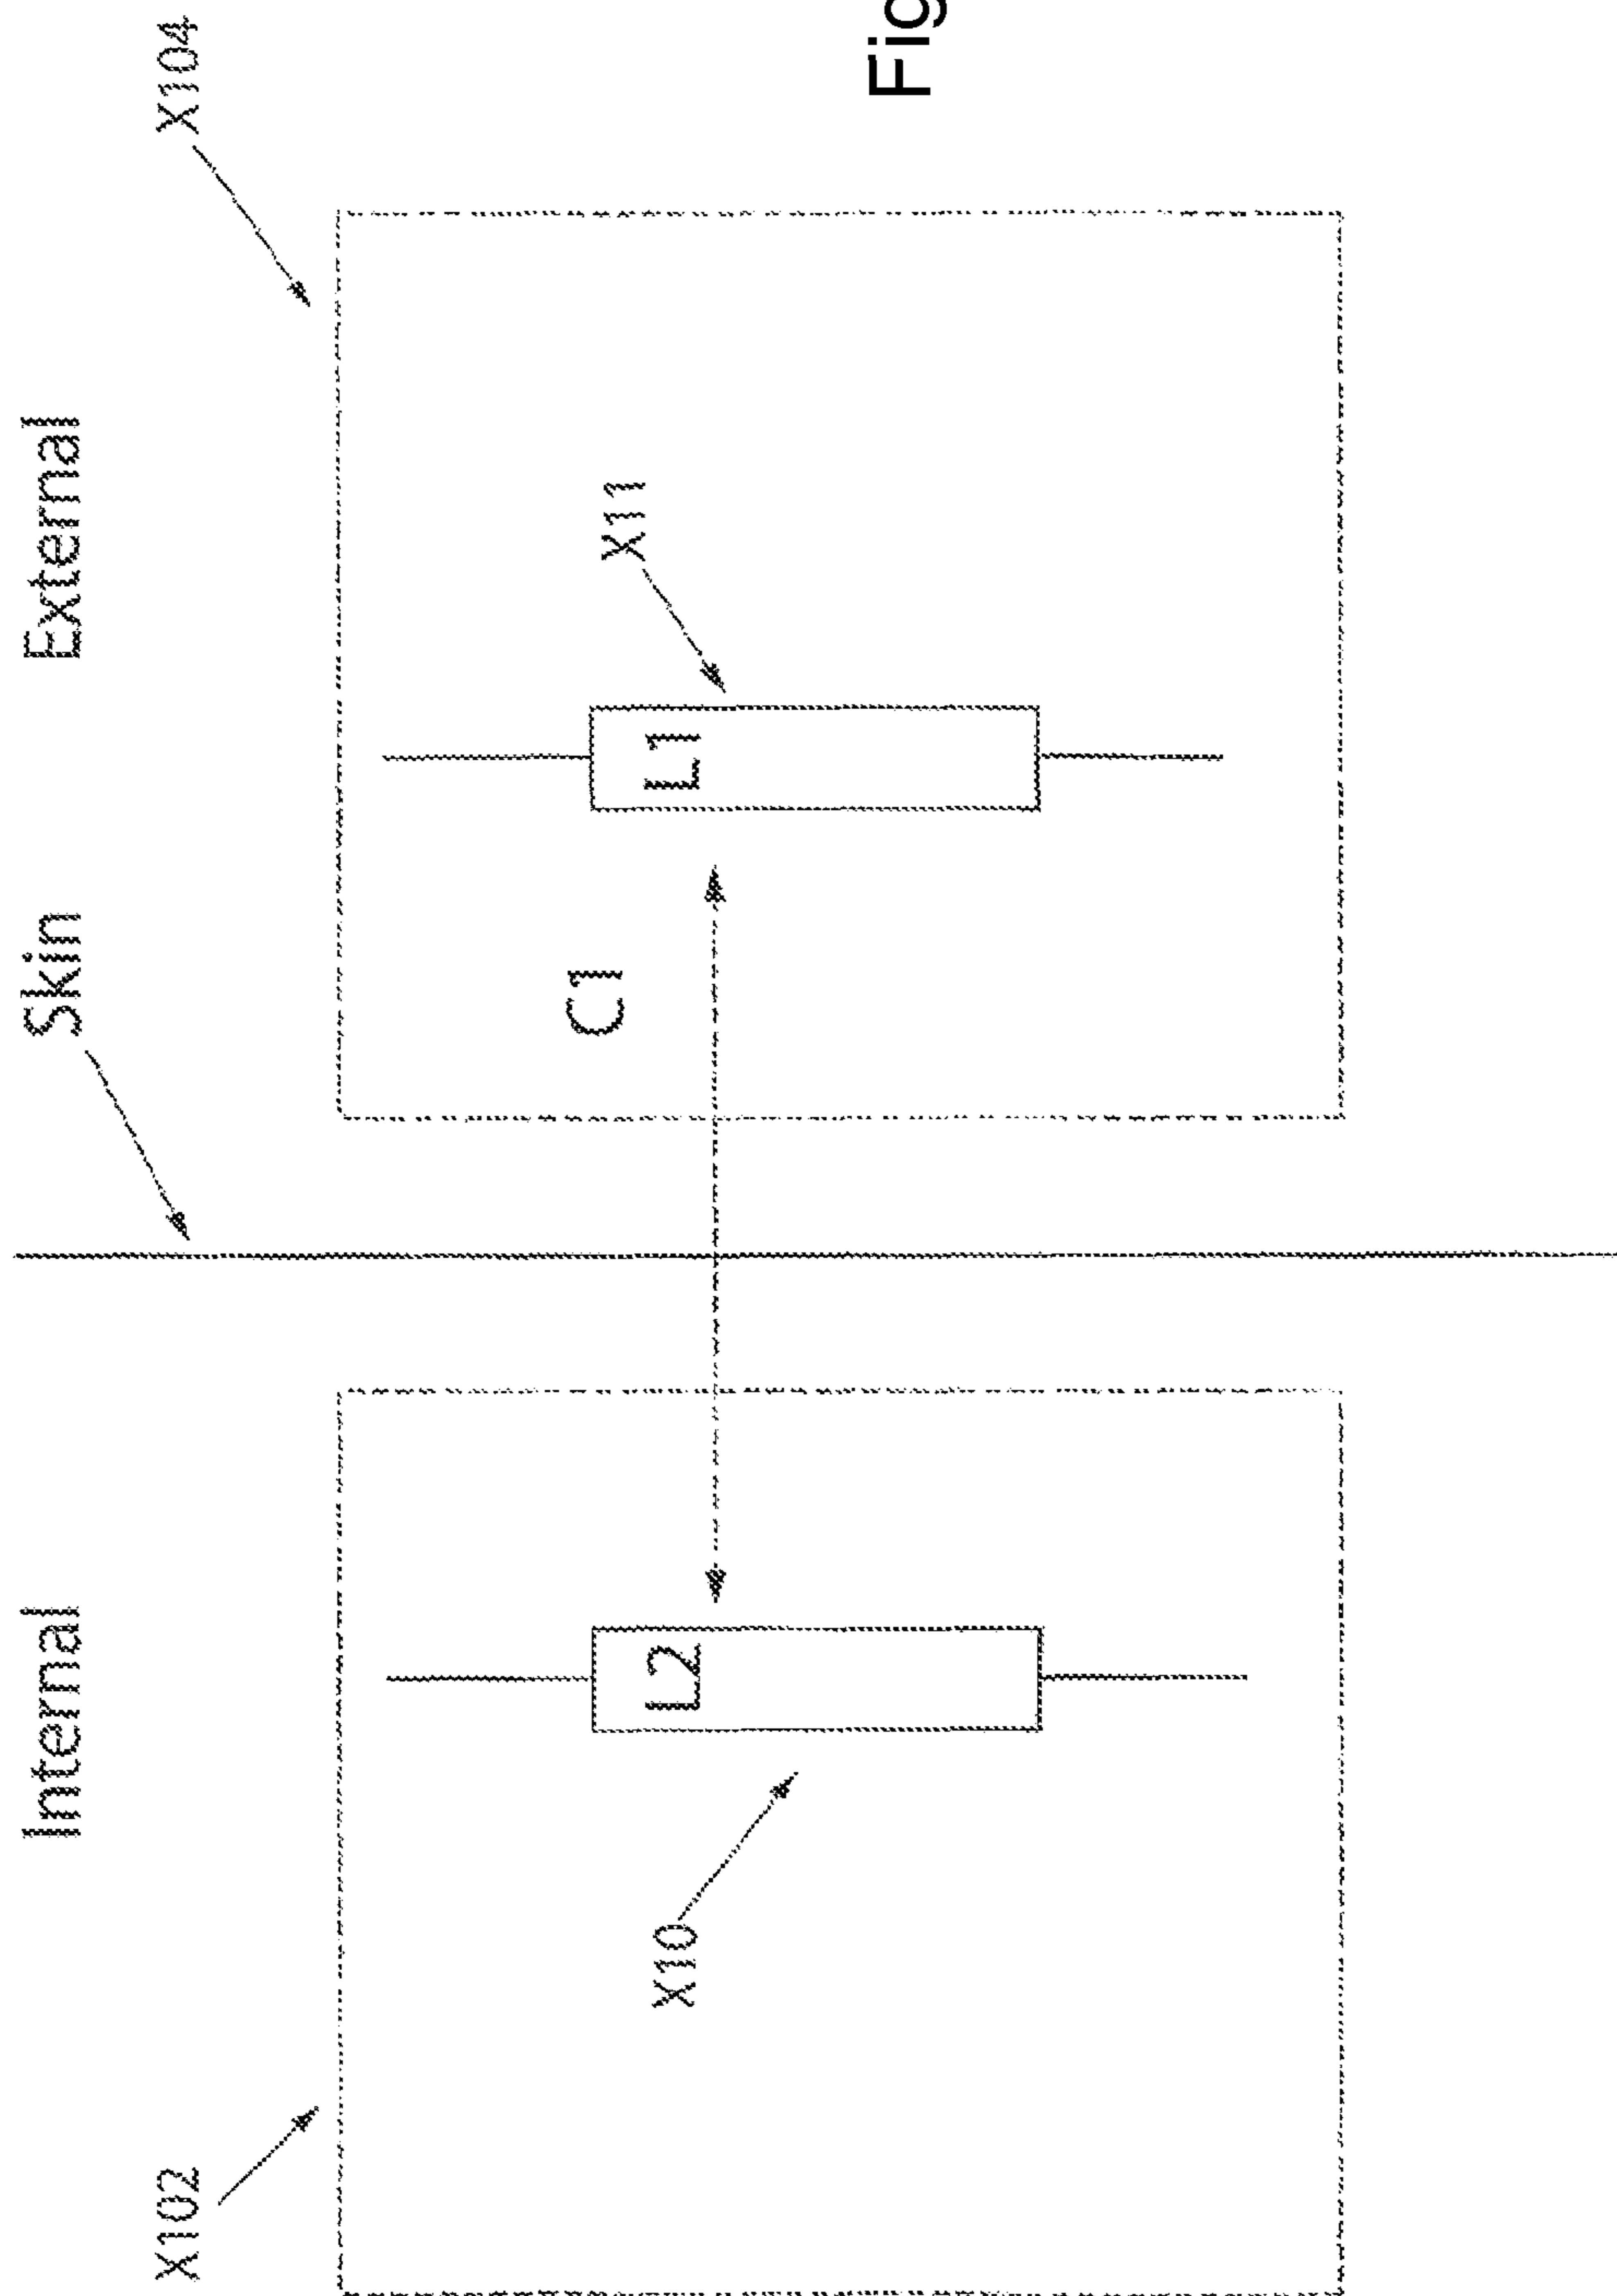 Internal
Skin
External
X102
X104
C1
X10
L2
L1
X11
Fig